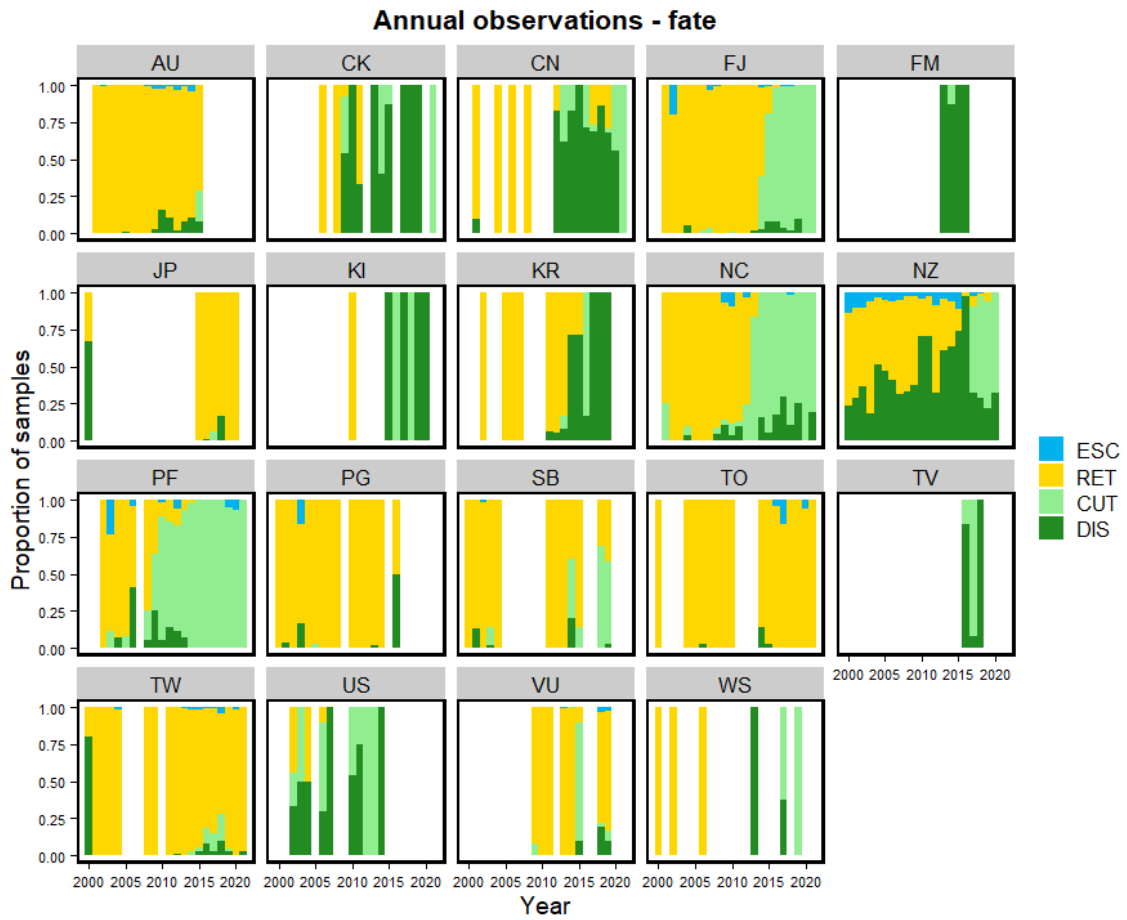 Annual observations - fate
AU CK CN FJ FM
1.00
0.75
0.50
0.25
0.00
JP KI KR NC NZ
1.00
0.75
0.50
0.25
0.00
PF PG SB TO TV
1.00
0.75
0.50
0.25
0.00
2000 2005 2010 2015 2020
TW US VU WS
1.00
0.75
0.50
0.25
0.00
2000 2005 2010 2015 2020 2000 2005 2010 2015 2020 2000 2005 2010 2015 2020 2000 2005 2010 2015 2020
Year
Proportion of samples
ESC
RET
CUT
DIS